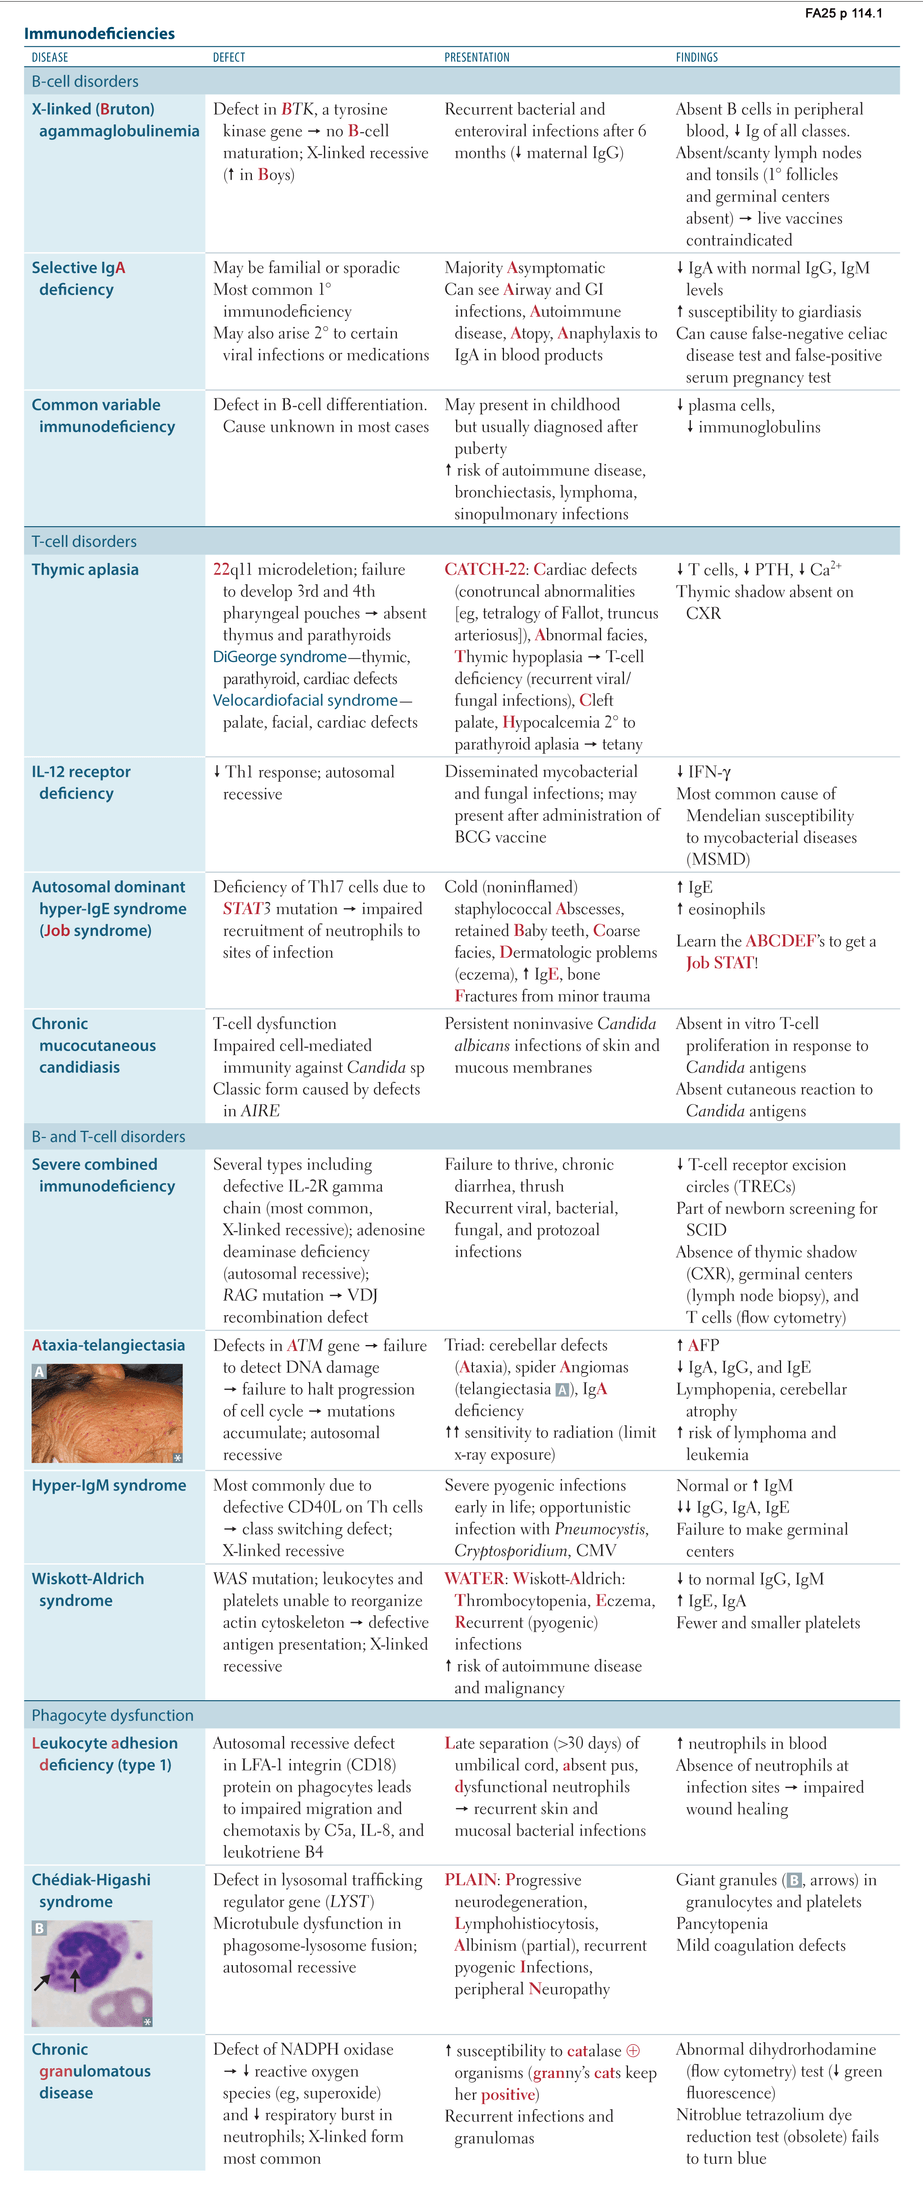 FA25 p 114.1
Immunodeficiencies
DISEASE DEFECT PRESENTATION FINDINGS
B-cell disorders
X-linked (Bruton)
agammaglobulinemia
Defect in BTK, a tyrosine
kinase gene → no B-cell
maturation; X-linked recessive
(↑ in Boys)
Recurrent bacterial and
enteroviral infections after 6
months (↓ maternal IgG)
Absent B cells in peripheral
blood, ↓ Ig of all classes.
Absent/scanty lymph nodes
and tonsils (1° follicles
and germinal centers
absent) → live vaccines
contraindicated
Selective IgA
deficiency
May be familial or sporadic
Most common 1°
immunodeficiency
May also arise 2° to certain
viral infections or medications
Majority Asymptomatic
Can see Airway and GI
infections, Autoimmune
disease, Atopy, Anaphylaxis to
IgA in blood products
↓ IgA with normal IgG, IgM
levels
↑ susceptibility to giardiasis
Can cause false-negative celiac
disease test and false-positive
serum pregnancy test
Common variable
immunodeficiency
Defect in B-cell differentiation.
Cause unknown in most cases
May present in childhood
but usually diagnosed after
puberty
↑ risk of autoimmune disease,
bronchiectasis, lymphoma,
sinopulmonary infections
↓ plasma cells,
↓ immunoglobulins
T-cell disorders
Thymic aplasia
22q11 microdeletion; failure
to develop 3rd and 4th
pharyngeal pouches → absent
thymus and parathyroids
DiGeorge syndrome—thymic,
parathyroid, cardiac defects
Velocardiofacial syndrome—
palate, facial, cardiac defects
CATCH-22: Cardiac defects
(conotruncal abnormalities
[eg, tetralogy of Fallot, truncus
arteriosus]), Abnormal facies,
Thymic hypoplasia → T-cell
deficiency (recurrent viral/
fungal infections), Cleft
palate, Hypocalcemia 2° to
parathyroid aplasia → tetany
↓ T cells, ↓ PTH, ↓ Ca2+
Thymic shadow absent on
CXR
IL-12 receptor
deficiency
↓ Th1 response; autosomal
recessive
Disseminated mycobacterial
and fungal infections; may
present after administration of
BCG vaccine
↓ IFN-γ
Most common cause of
Mendelian susceptibility
to mycobacterial diseases
(MSMD)
Autosomal dominant
hyper-IgE syndrome
(Job syndrome)
Deficiency of Th17 cells due to
STAT3 mutation → impaired
recruitment of neutrophils to
sites of infection
Cold (noninflamed)
staphylococcal Abscesses,
retained Baby teeth, Coarse
facies, Dermatologic problems
(eczema), ↑ IgE, bone
Fractures from minor trauma
↑ IgE
↑ eosinophils
Learn the ABCDEF's to get a
Job STAT!
Chronic
mucocutaneous
candidiasis
T-cell dysfunction
Impaired cell-mediated
immunity against Candida sp
Classic form caused by defects
in AIRE
Persistent noninvasive Candida
albicans infections of skin and
mucous membranes
Absent in vitro T-cell
proliferation in response to
Candida antigens
Absent cutaneous reaction to
Candida antigens
B- and T-cell disorders
Severe combined
immunodeficiency
Several types including
defective IL-2R gamma
chain (most common,
X-linked recessive); adenosine
deaminase deficiency
(autosomal recessive);
RAG mutation → VDJ
recombination defect
Failure to thrive, chronic
diarrhea, thrush
Recurrent viral, bacterial,
fungal, and protozoal
infections
↓ T-cell receptor excision
circles (TRECs)
Part of newborn screening for
SCID
Absence of thymic shadow
(CXR), germinal centers
(lymph node biopsy), and
T cells (flow cytometry)
Ataxia-telangiectasia
A
*
Defects in ATM gene → failure
to detect DNA damage
→ failure to halt progression
of cell cycle → mutations
accumulate; autosomal
recessive
Triad: cerebellar defects
(Ataxia), spider Angiomas
(telangiectasia A), IgA
deficiency
↑↑ sensitivity to radiation (limit
x-ray exposure)
↑ AFP
↓ IgA, IgG, and IgE
Lymphopenia, cerebellar
atrophy
↑ risk of lymphoma and
leukemia
Hyper-IgM syndrome
Most commonly due to
defective CD40L on Th cells
→ class switching defect;
X-linked recessive
Severe pyogenic infections
early in life; opportunistic
infection with Pneumocystis,
Cryptosporidium, CMV
Normal or ↑ IgM
↓↓ IgG, IgA, IgE
Failure to make germinal
centers
Wiskott-Aldrich
syndrome
WAS mutation; leukocytes and
platelets unable to reorganize
actin cytoskeleton → defective
antigen presentation; X-linked
recessive
WATER: Wiskott-Aldrich:
Thrombocytopenia, Eczema,
Recurrent (pyogenic)
infections
↑ risk of autoimmune disease
and malignancy
↓ to normal IgG, IgM
↑ IgE, IgA
Fewer and smaller platelets
Phagocyte dysfunction
Leukocyte adhesion
deficiency (type 1)
Autosomal recessive defect
in LFA-1 integrin (CD18)
protein on phagocytes leads
to impaired migration and
chemotaxis by C5a, IL-8, and
leukotriene B4
Late separation (>30 days) of
umbilical cord, absent pus,
dysfunctional neutrophils
→ recurrent skin and
mucosal bacterial infections
↑ neutrophils in blood
Absence of neutrophils at
infection sites → impaired
wound healing
Chédiak-Higashi
syndrome
B
*
Defect in lysosomal trafficking
regulator gene (LYST)
Microtubule dysfunction in
phagosome-lysosome fusion;
autosomal recessive
PLAIN: Progressive
neurodegeneration,
Lymphohistiocytosis,
Albinism (partial), recurrent
pyogenic Infections,
peripheral Neuropathy
Giant granules (B, arrows) in
granulocytes and platelets
Pancytopenia
Mild coagulation defects
Chronic
granulomatous
disease
Defect of NADPH oxidase
→ ↓ reactive oxygen
species (eg, superoxide)
and ↓ respiratory burst in
neutrophils; X-linked form
most common
↑ susceptibility to catalase ⊕
organisms (granny's cats keep
her positive)
Recurrent infections and
granulomas
Abnormal dihydrorhodamine
(flow cytometry) test (↓ green
fluorescence)
Nitroblue tetrazolium dye
reduction test (obsolete) fails
to turn blue